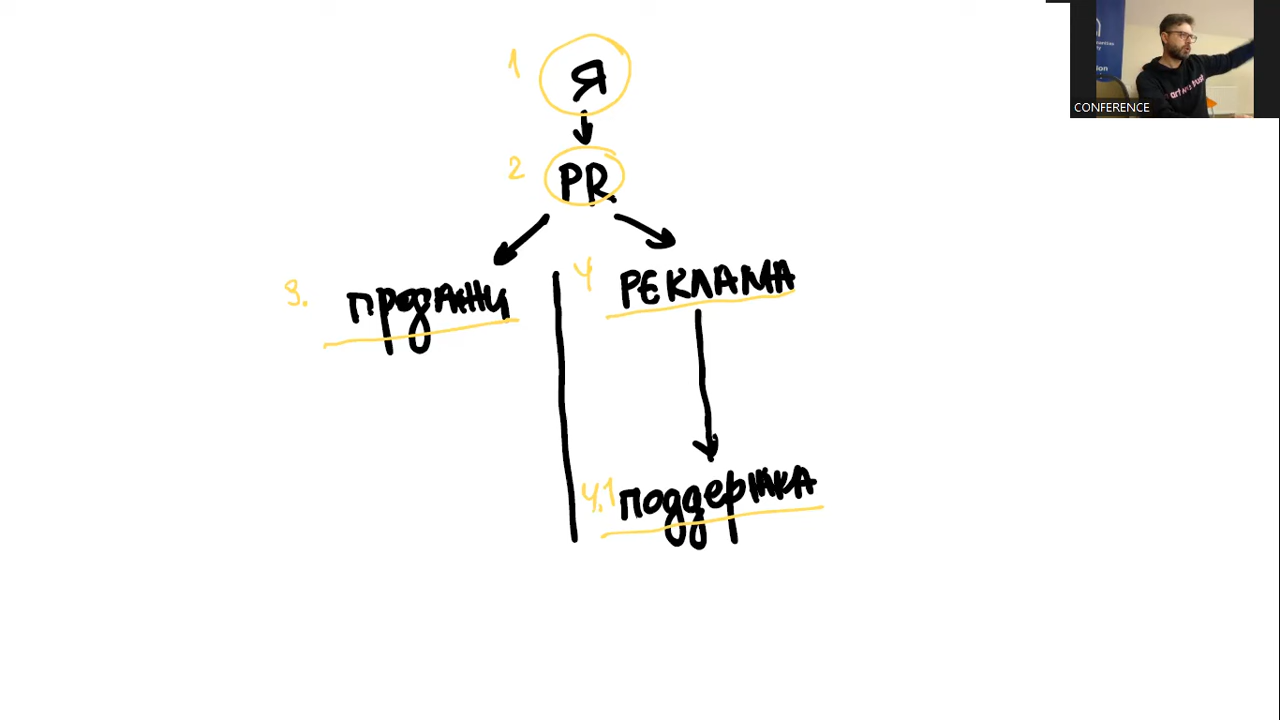 1 Я
2 PR
3. продажи
4 РЕКЛАМА
4.1 поддержка
CONFERENCE